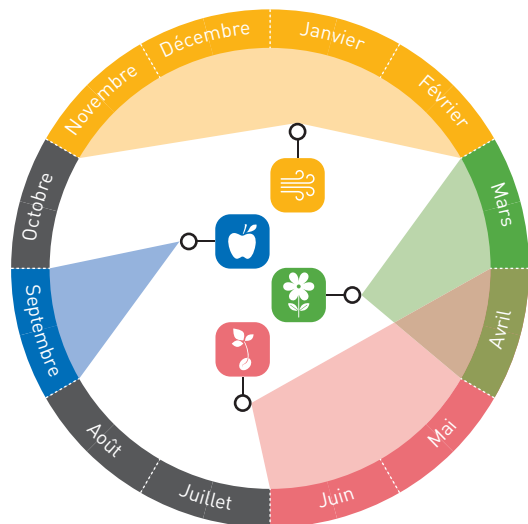 Janvier
Février
Mars
Avril
Mai
Juin
Juillet
Août
Septembre
Octobre
Novembre
Décembre